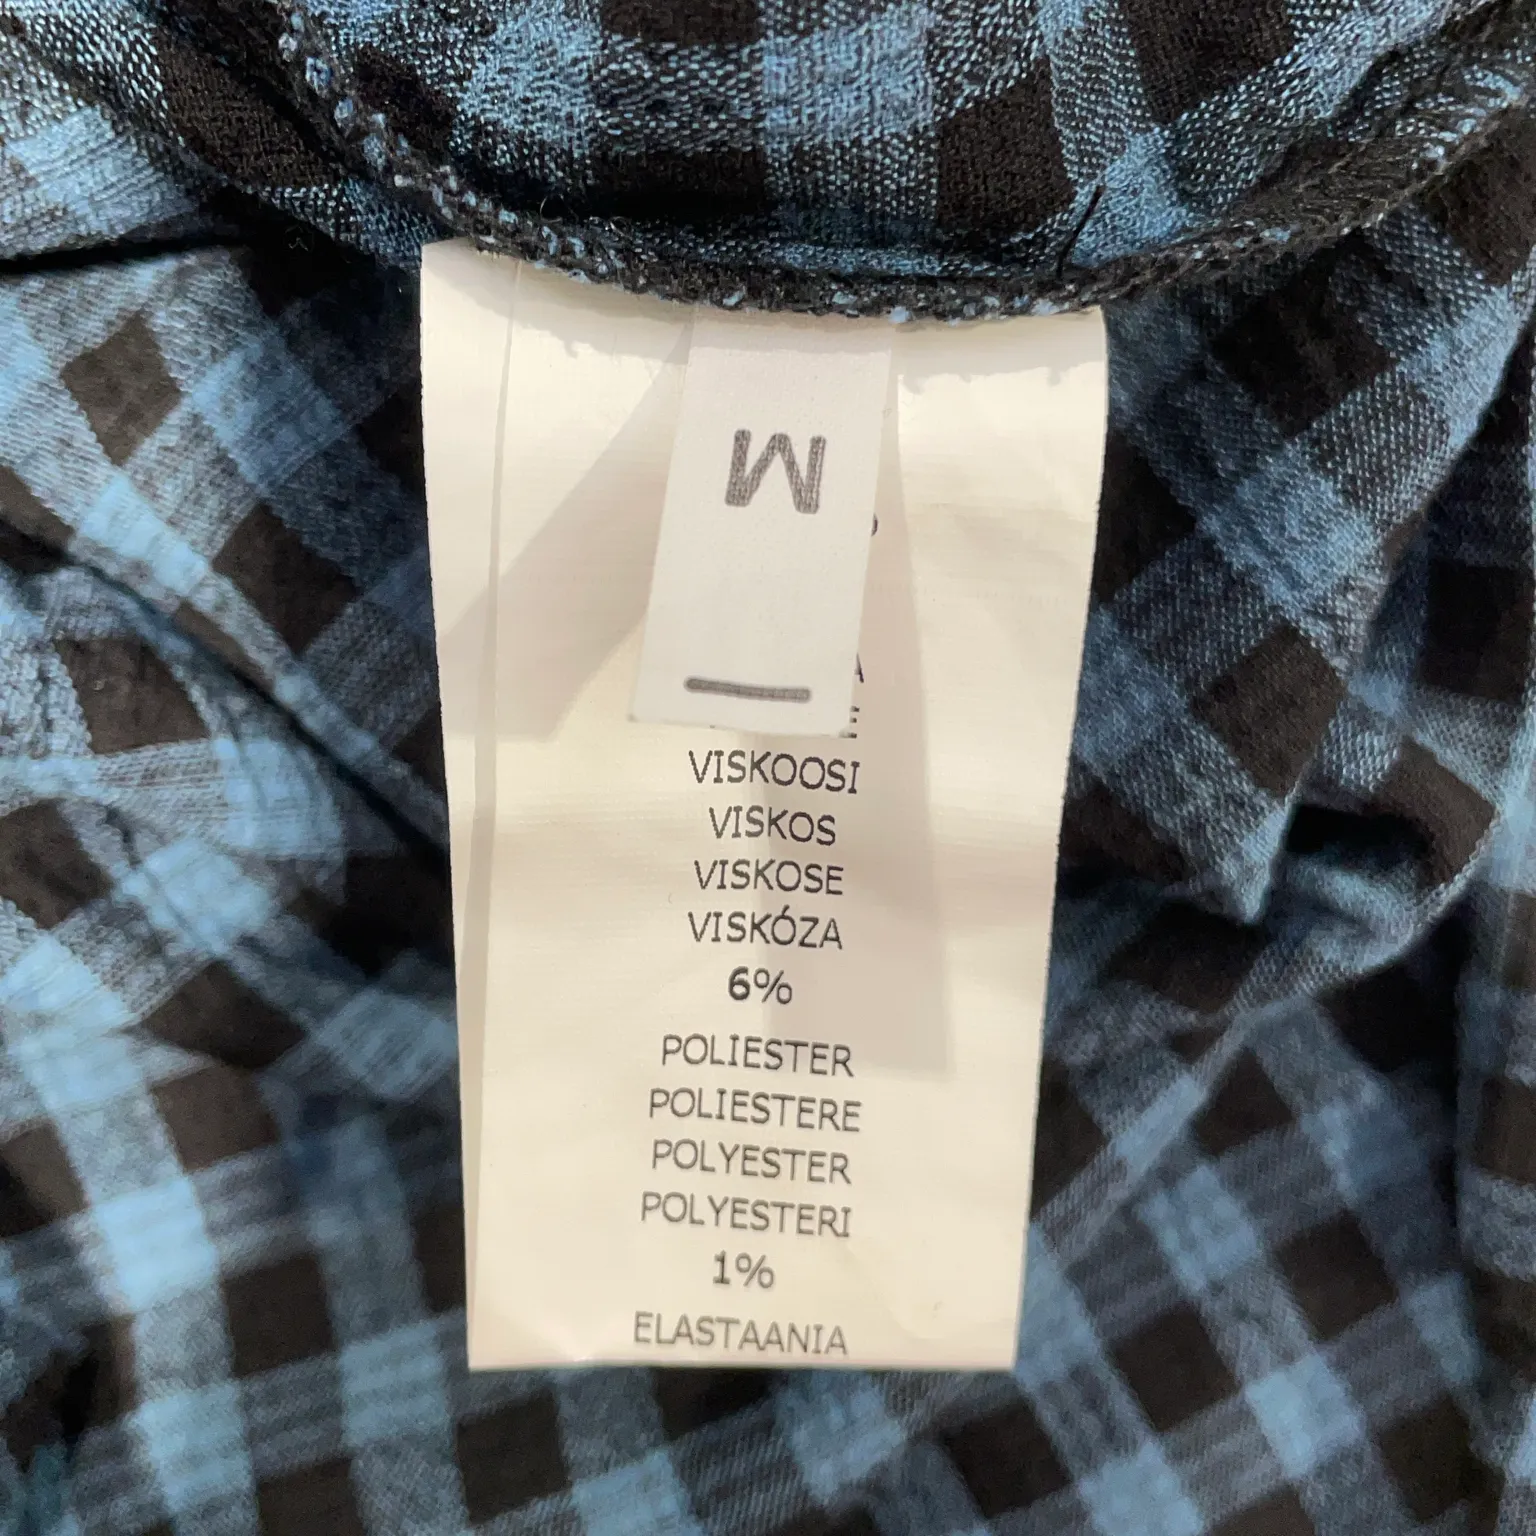 M
VISKOOSI
VISKOS
VISKOSE
VISKÓZA
6%
POLIESTER
POLIESTERE
POLYESTER
POLYESTERI
1%
ELASTAANIA